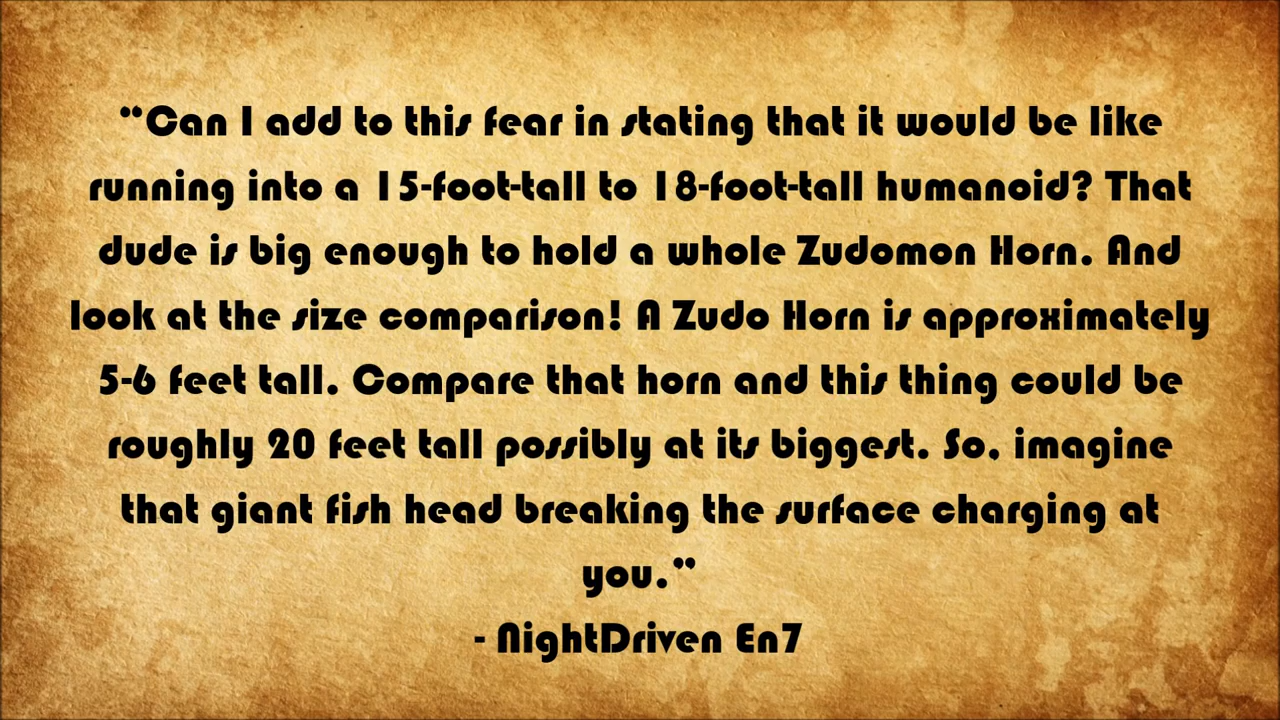 “Can I add to this fear in stating that it would be like
running into a 15-foot-tall to 18-foot-tall humanoid? That
dude is big enough to hold a whole Zudomon Horn. And
look at the size comparison! A Zudo Horn is approximately
5-6 feet tall. Compare that horn and this thing could be
roughly 20 feet tall possibly at its biggest. So, imagine
that giant fish head breaking the surface charging at
you.”
- NightDriven En7